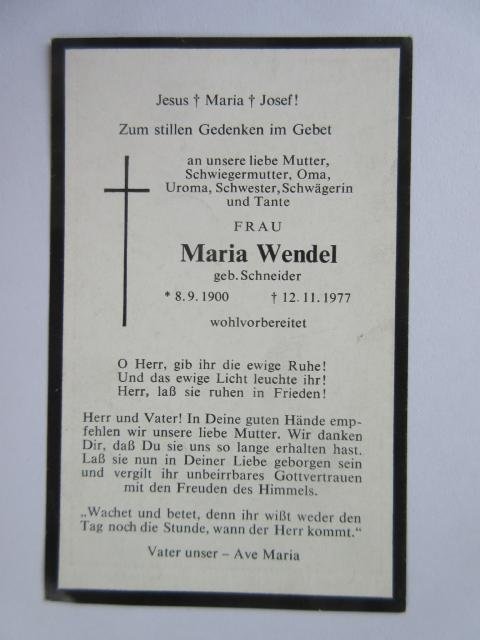 Jesus † Maria † Josef!
Zum stillen Gedenken im Gebet
an unsere liebe Mutter,
Schwiegermutter, Oma,
Uroma, Schwester, Schwägerin
und Tante
FRAU
Maria Wendel
geb. Schneider
* 8.9.1900 † 12.11.1977
wohlvorbereitet
O Herr, gib ihr die ewige Ruhe!
Und das ewige Licht leuchte ihr!
Herr, laß sie ruhen in Frieden!
Herr und Vater! In Deine guten Hände emp-
fehlen wir unsere liebe Mutter. Wir danken
Dir, daß Du sie uns so lange erhalten hast.
Laß sie nun in Deiner Liebe geborgen sein
und vergilt ihr unbeirrbares Gottvertrauen
mit den Freuden des Himmels.
„Wachet und betet, denn ihr wißt weder den
Tag noch die Stunde, wann der Herr kommt.“
Vater unser – Ave Maria